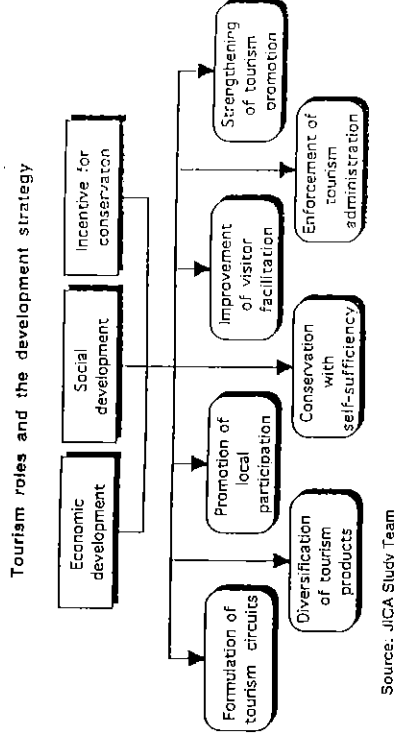 Tourism roles and the development strategy
Economic
development
Social
development
Incentive for
conservaton
Formulation of
tourism circuits
Promotion of
local
participation
Improvement
of visitor
facilitation
Strengthening
of tourism
promotion
Diversification
of tourism
products
Conservation
with
self-sufficiency
Enforcement of
tourism
administration
Source: JICA Study Team